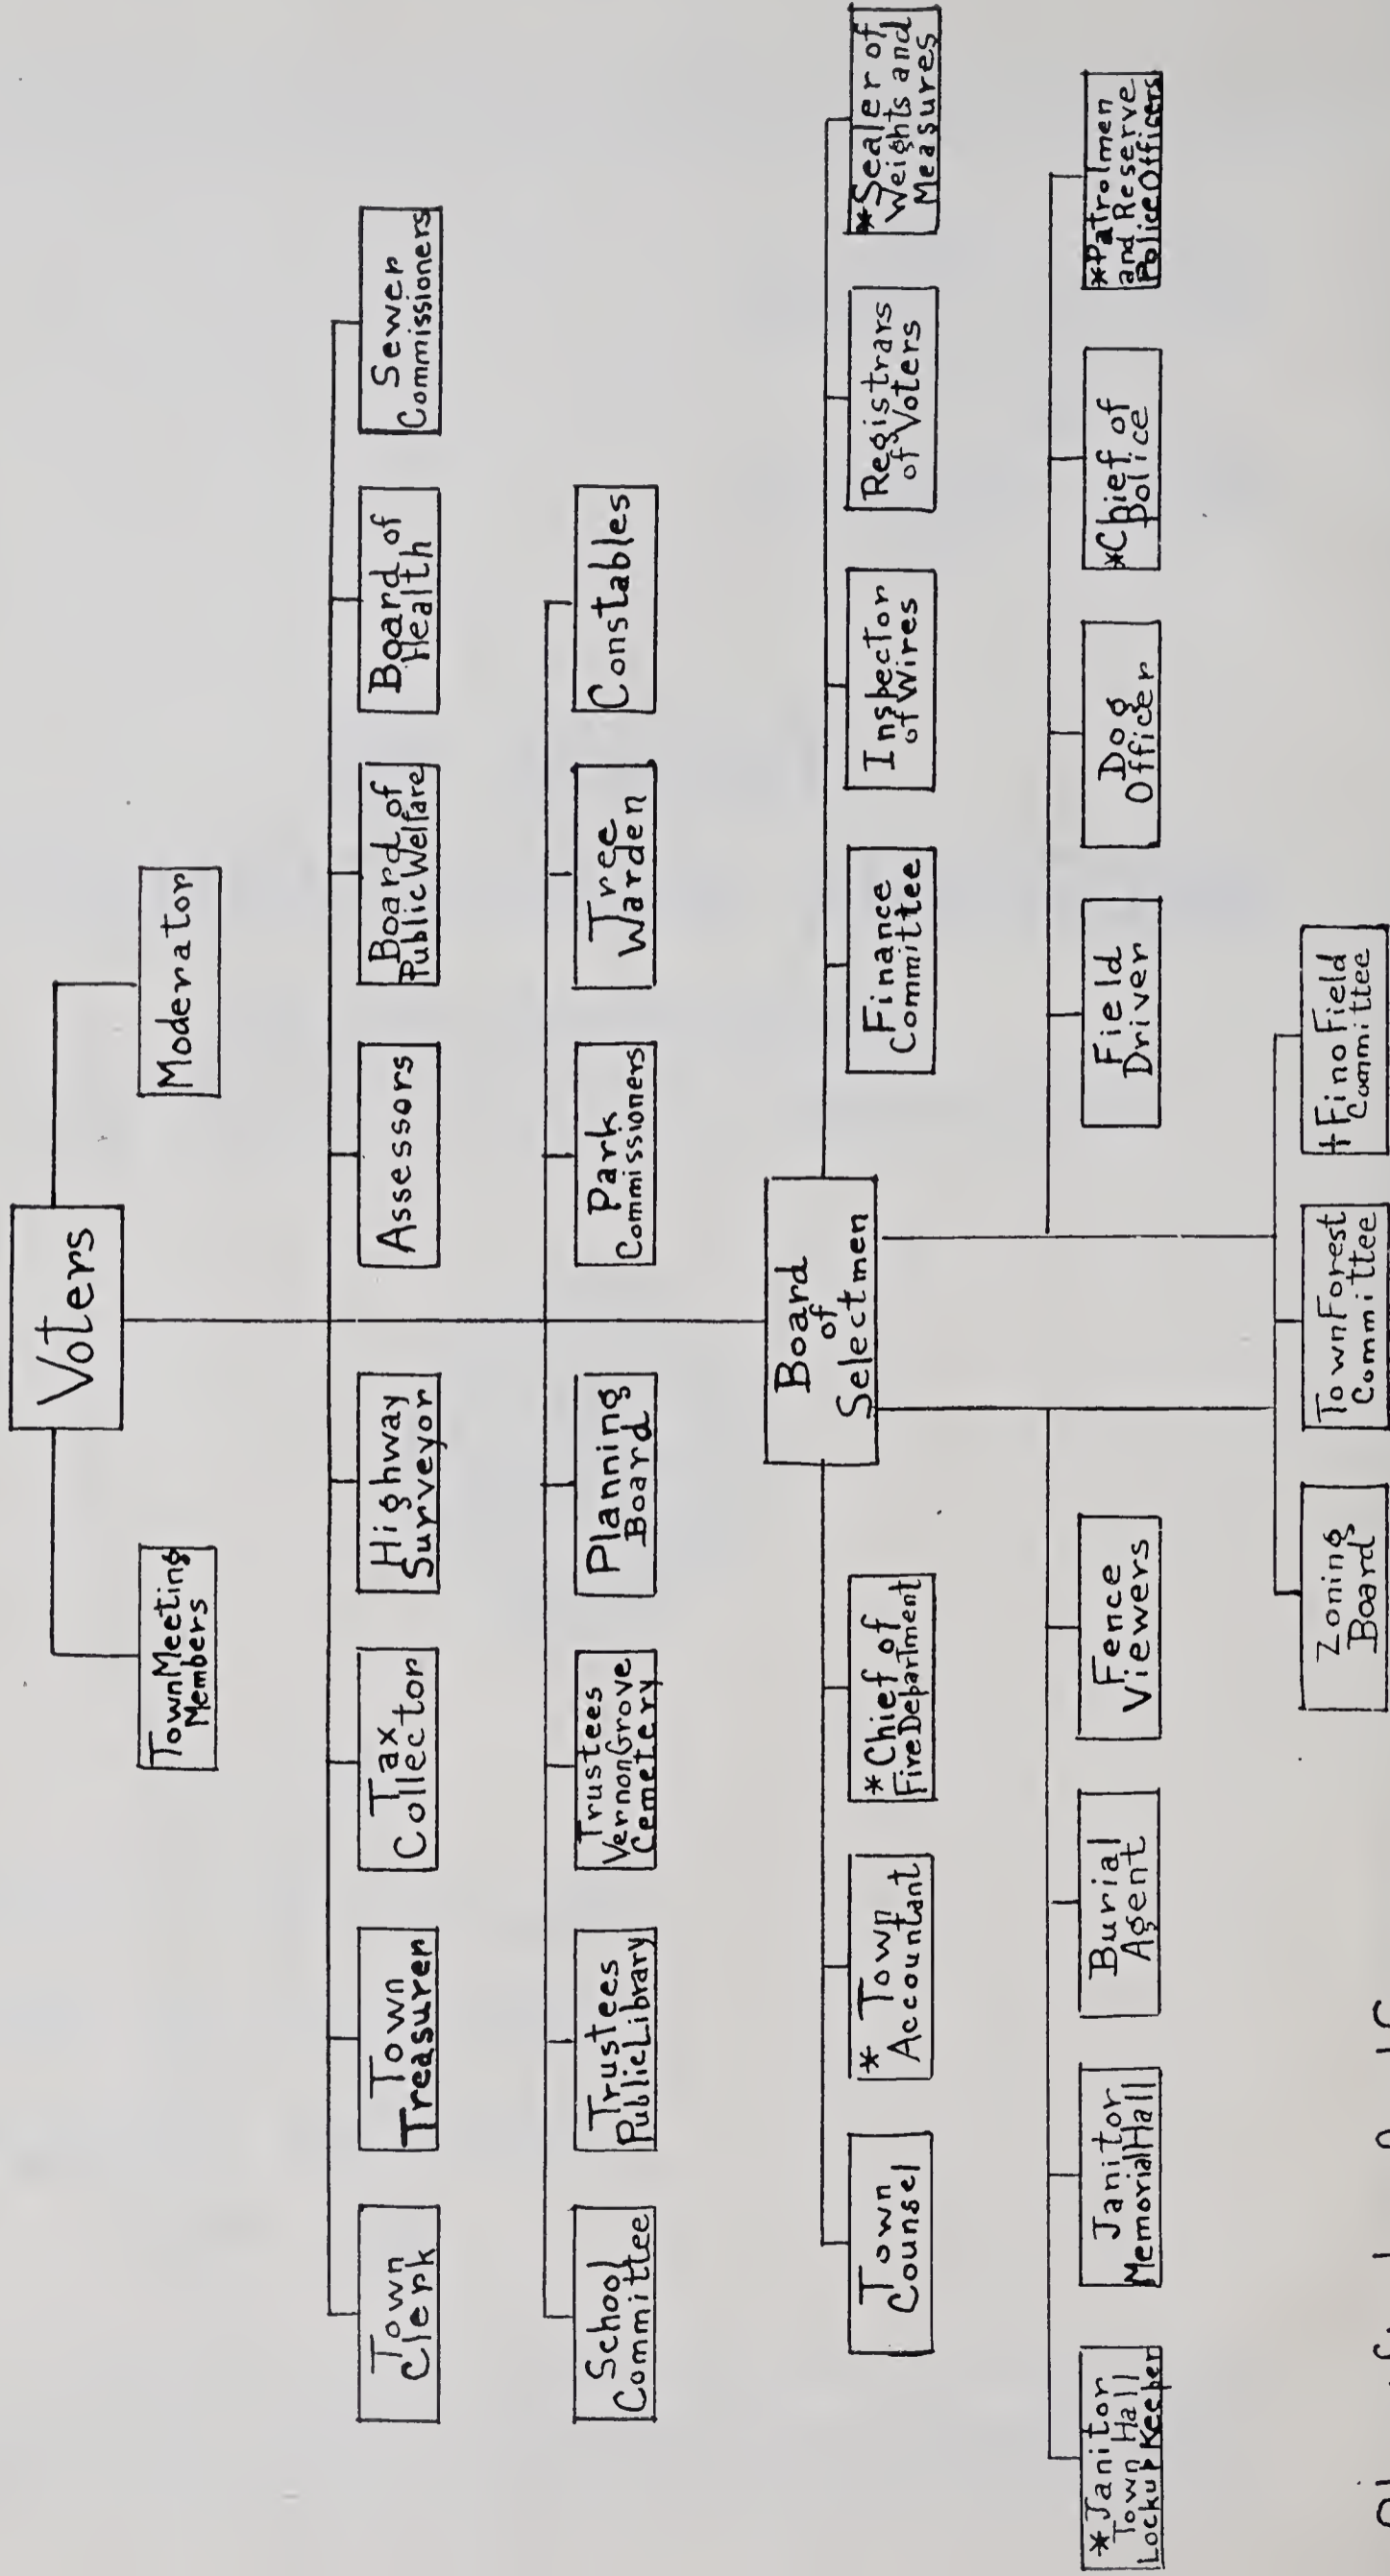 Voters
Town Meeting
Members
Moderator
Town
Clerk
Town
Treasurer
Tax
Collector
Highway
Surveyor
Assessors
Board of
Public Welfare
Board of
Health
Sewer
Commissioners
School
Committee
Trustees
Public Library
Trustees
Vernon Grove
Cemetery
Planning
Board
Park
Commissioners
Tree
Warden
Constables
Board
of
Selectmen
Town
Counsel
* Town
Accountant
* Chief of
Fire Department
Finance
Committee
Inspector
of Wires
Registrars
of Voters
*Sealer of
Weights and
Measures
*Janitor
Town Hall
Lockup Keeper
Janitor
Memorial Hall
Burial
Agent
Fence
Viewers
Field
Driver
Dog
Officer
*Chief of
Police
*Patrolmen
and Reserve
Police Officers
Zoning
Board
Town Forest
Committee
‡Fino Field
Committee